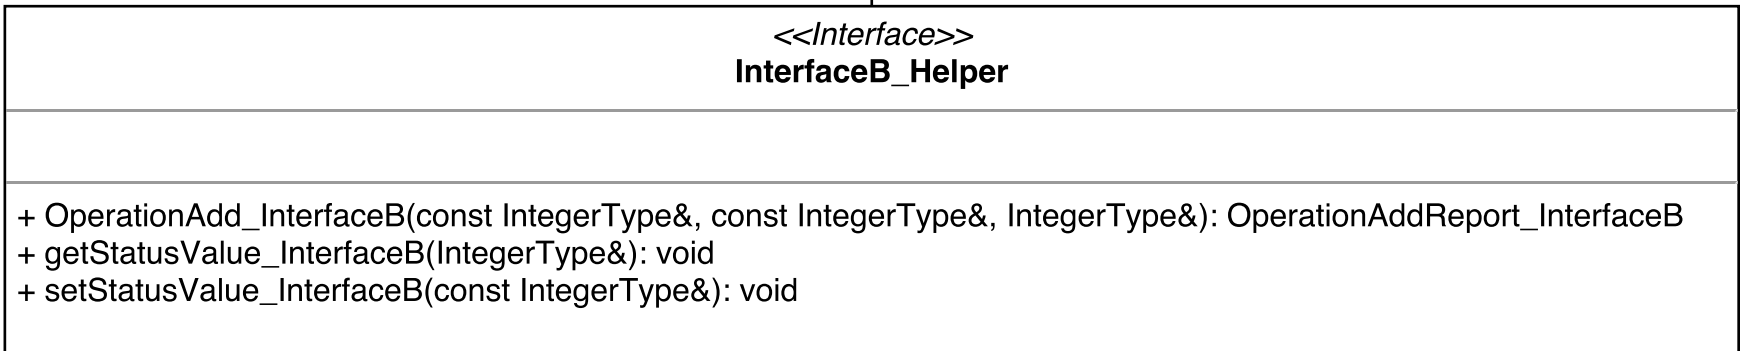 <<Interface>>
InterfaceB_Helper
+ OperationAdd_InterfaceB(const IntegerType&, const IntegerType&, IntegerType&): OperationAddReport_InterfaceB
+ getStatusValue_InterfaceB(IntegerType&): void
+ setStatusValue_InterfaceB(const IntegerType&): void